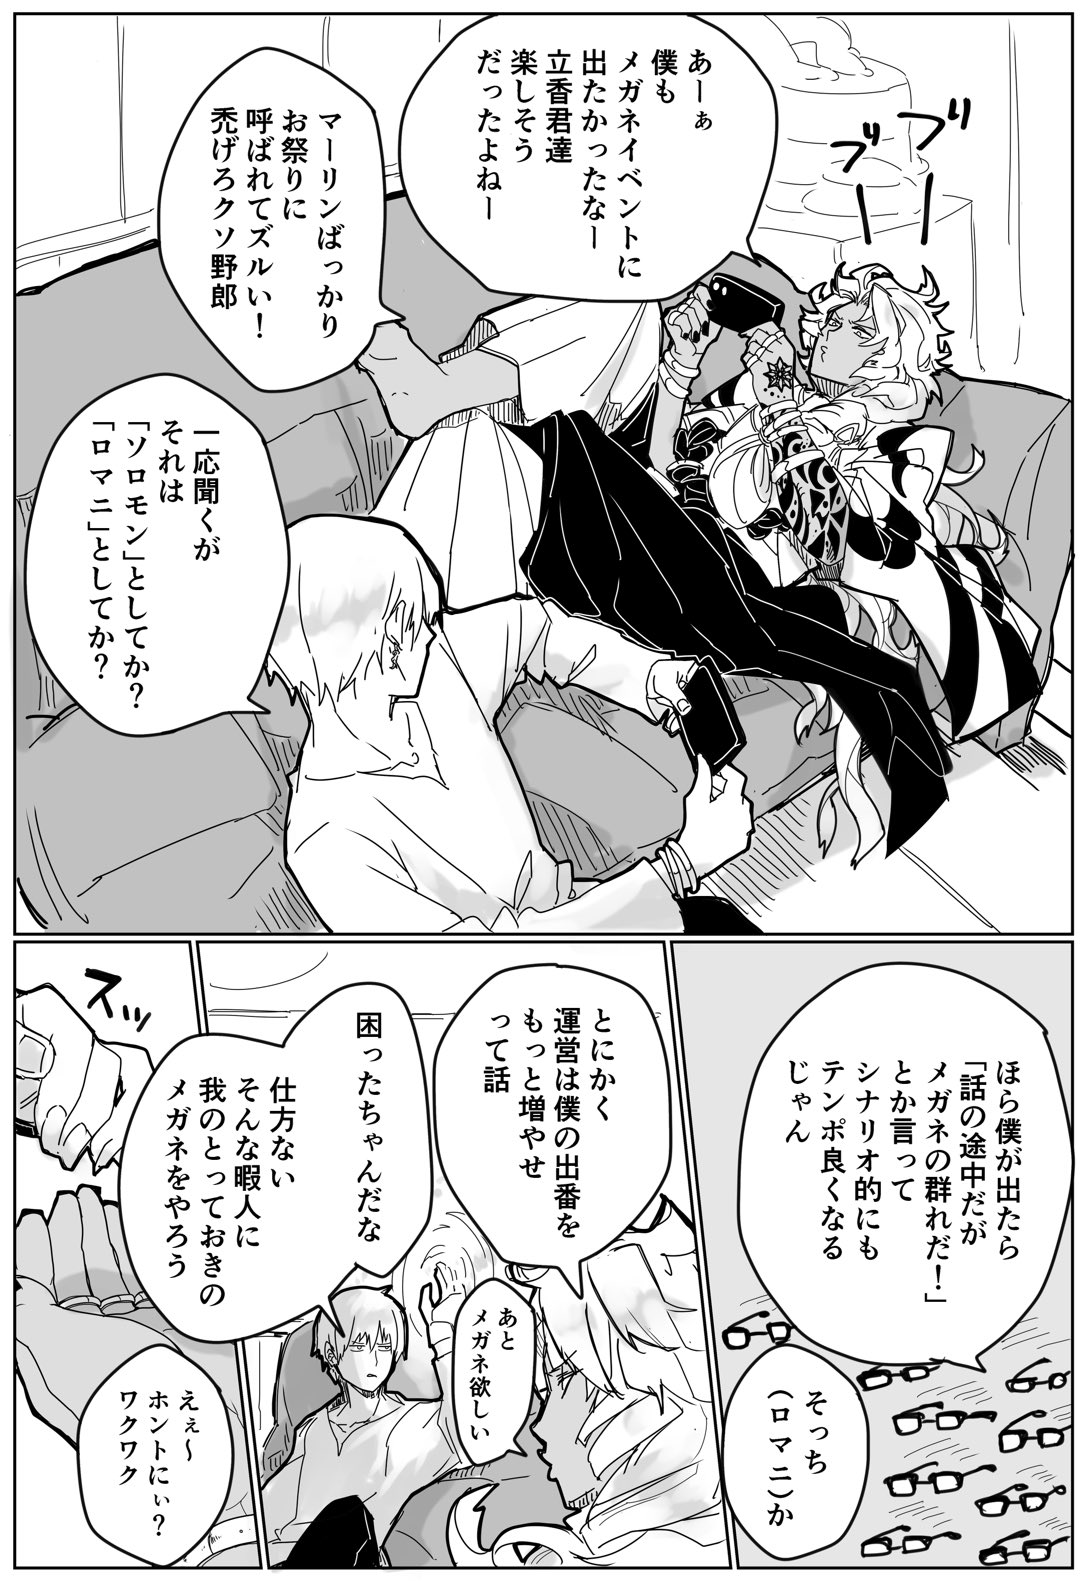 あーぁ
僕も
メガネイベントに
出たかったなー
立香君達
楽しそう
だったよねー
ブリ
ブリ
ーー
マーリンばっかり
お祭りに
呼ばれてズルい！
禿げろクソ野郎
一応聞くが
それは
「ソロモン」としてか？
「ロマニ」としてか？
ほら僕が出たら
「話の途中だが
メガネの群れだ！」
とか言って
シナリオ的にも
テンポ良くなる
じゃん
そっち
（ロマニ）か
とにかく
運営は僕の出番を
もっと増やせ
って話
あと
メガネ欲しい
困ったちゃんだな
仕方ない
そんな暇人に
我のとっておきの
メガネをやろう
スッ
えぇ～
ホントにぃ？
ワクワク